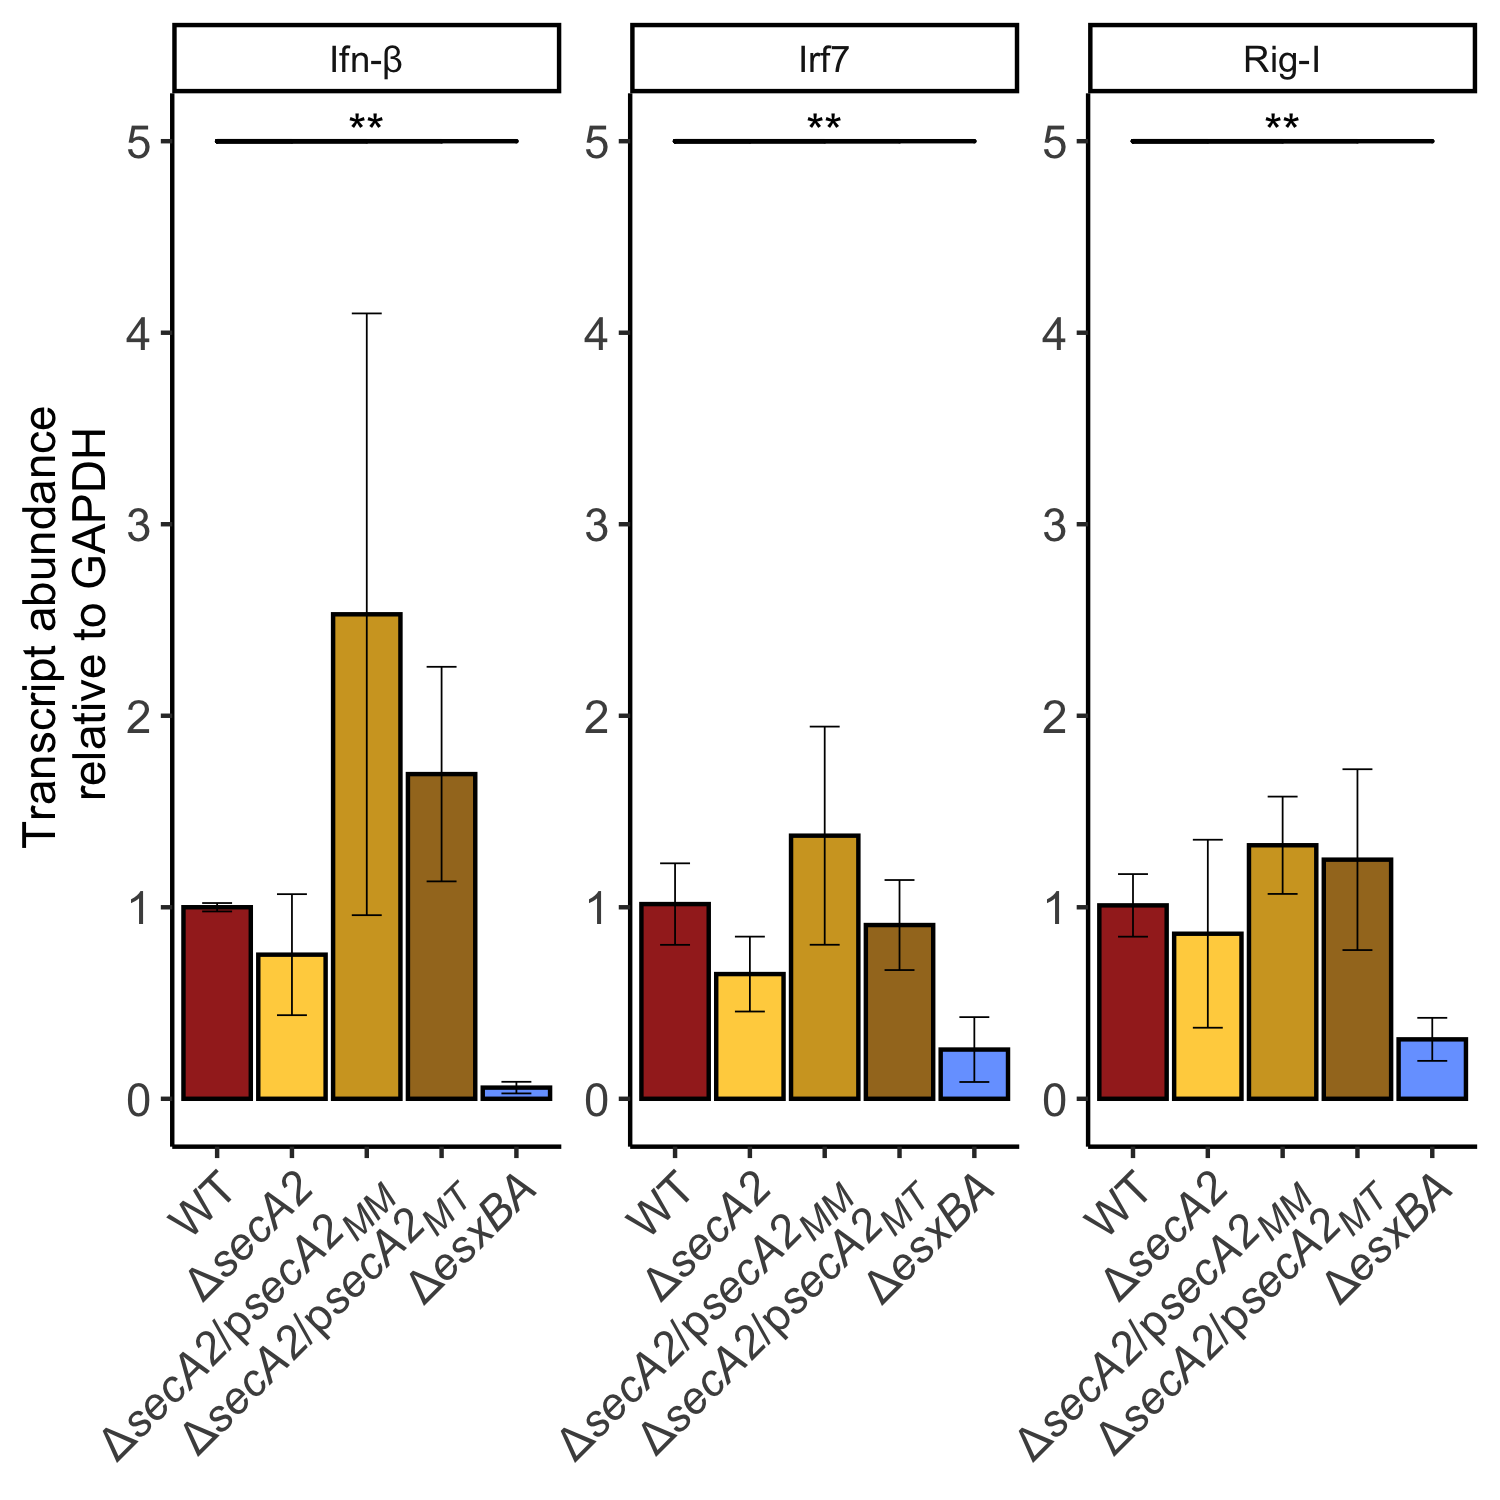 Ifn-β
Irf7
Rig-I
**
**
**
Transcript abundance
relative to GAPDH
5
4
3
2
1
0
5
4
3
2
1
0
5
4
3
2
1
0
WT
ΔsecA2
ΔsecA2/psecA2MM
ΔsecA2/psecA2MT
ΔesxBA
WT
ΔsecA2
ΔsecA2/psecA2MM
ΔsecA2/psecA2MT
ΔesxBA
WT
ΔsecA2
ΔsecA2/psecA2MM
ΔsecA2/psecA2MT
ΔesxBA